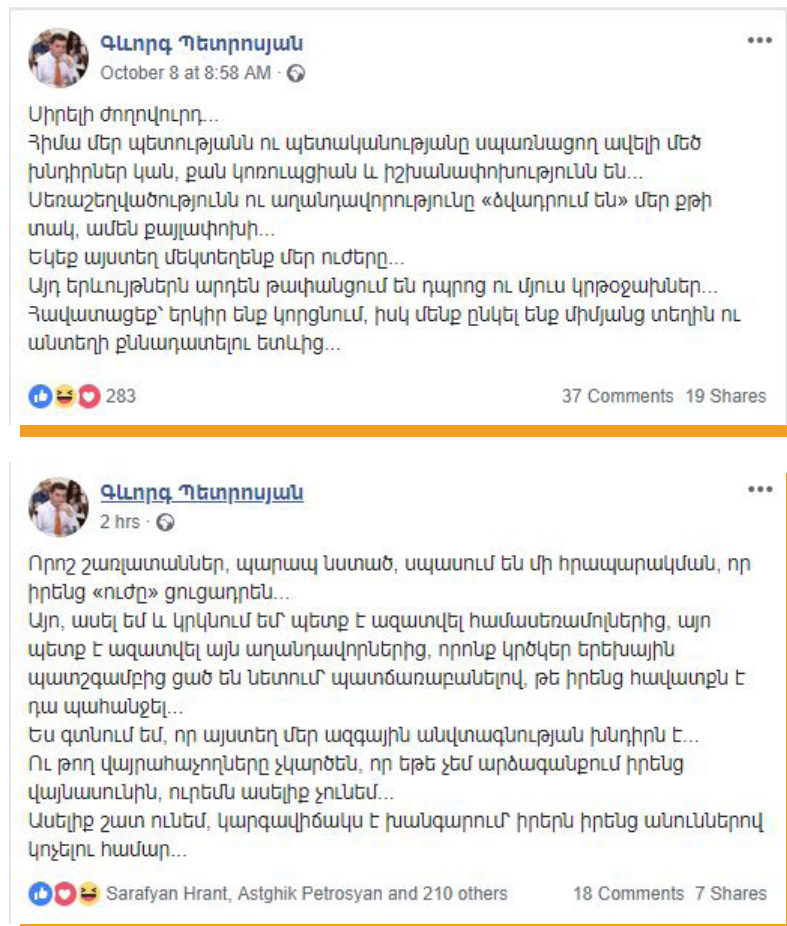 Գևորգ Պետրոսյան
October 8 at 8:58 AM ·
Սիրելի ժողովուրդ...
Հիմա մեր պետությանն ու պետականությանը սպառնացող ավելի մեծ
խնդիրներ կան, քան կոռուպցիան և իշխանափոխությունն են...
Սեռաշեղվածությունն ու աղանդավորությունը «ձվադրում են» մեր քթի
տակ, ամեն քայլափոխի...
Եկեք այստեղ մեկտեղենք մեր ուժերը...
Այդ երևույթներն արդեն թափանցում են դպրոց ու մյուս կրթօջախներ...
Հավատացեք՝ երկիր ենք կորցնում, իսկ մենք ընկել ենք միմյանց տեղին ու
անտեղի քննադատելու ետևից...
283
37 Comments 19 Shares
Գևորգ Պետրոսյան
2 hrs ·
Որոշ շառլատաններ, պարապ նստած, սպասում են մի հրապարակման, որ
իրենց «ուժը» ցուցադրեն...
Այո, ասել եմ և կրկնում եմ՝ պետք է ազատվել համասեռամոլներից, այո
պետք է ազատվել այն աղանդավորներից, որոնք կրծկեր երեխային
պատշգամբից ցած են նետում՝ պատճառաբանելով, թե իրենց հավատքն է
դա պահանջել...
Ես գտնում եմ, որ այստեղ մեր ազգային անվտագնության խնդիրն է...
Ու թող վայրահաչողները չկարծեն, որ եթե չեմ արձագանքում իրենց
վայնասունին, ուրեմն ասելիք չունեմ...
Ասելիք շատ ունեմ, կարգավիճակս է խանգարում՝ իրերն իրենց անուններով
կոչելու համար...
Sarafyan Hrant, Astghik Petrosyan and 210 others
18 Comments 7 Shares